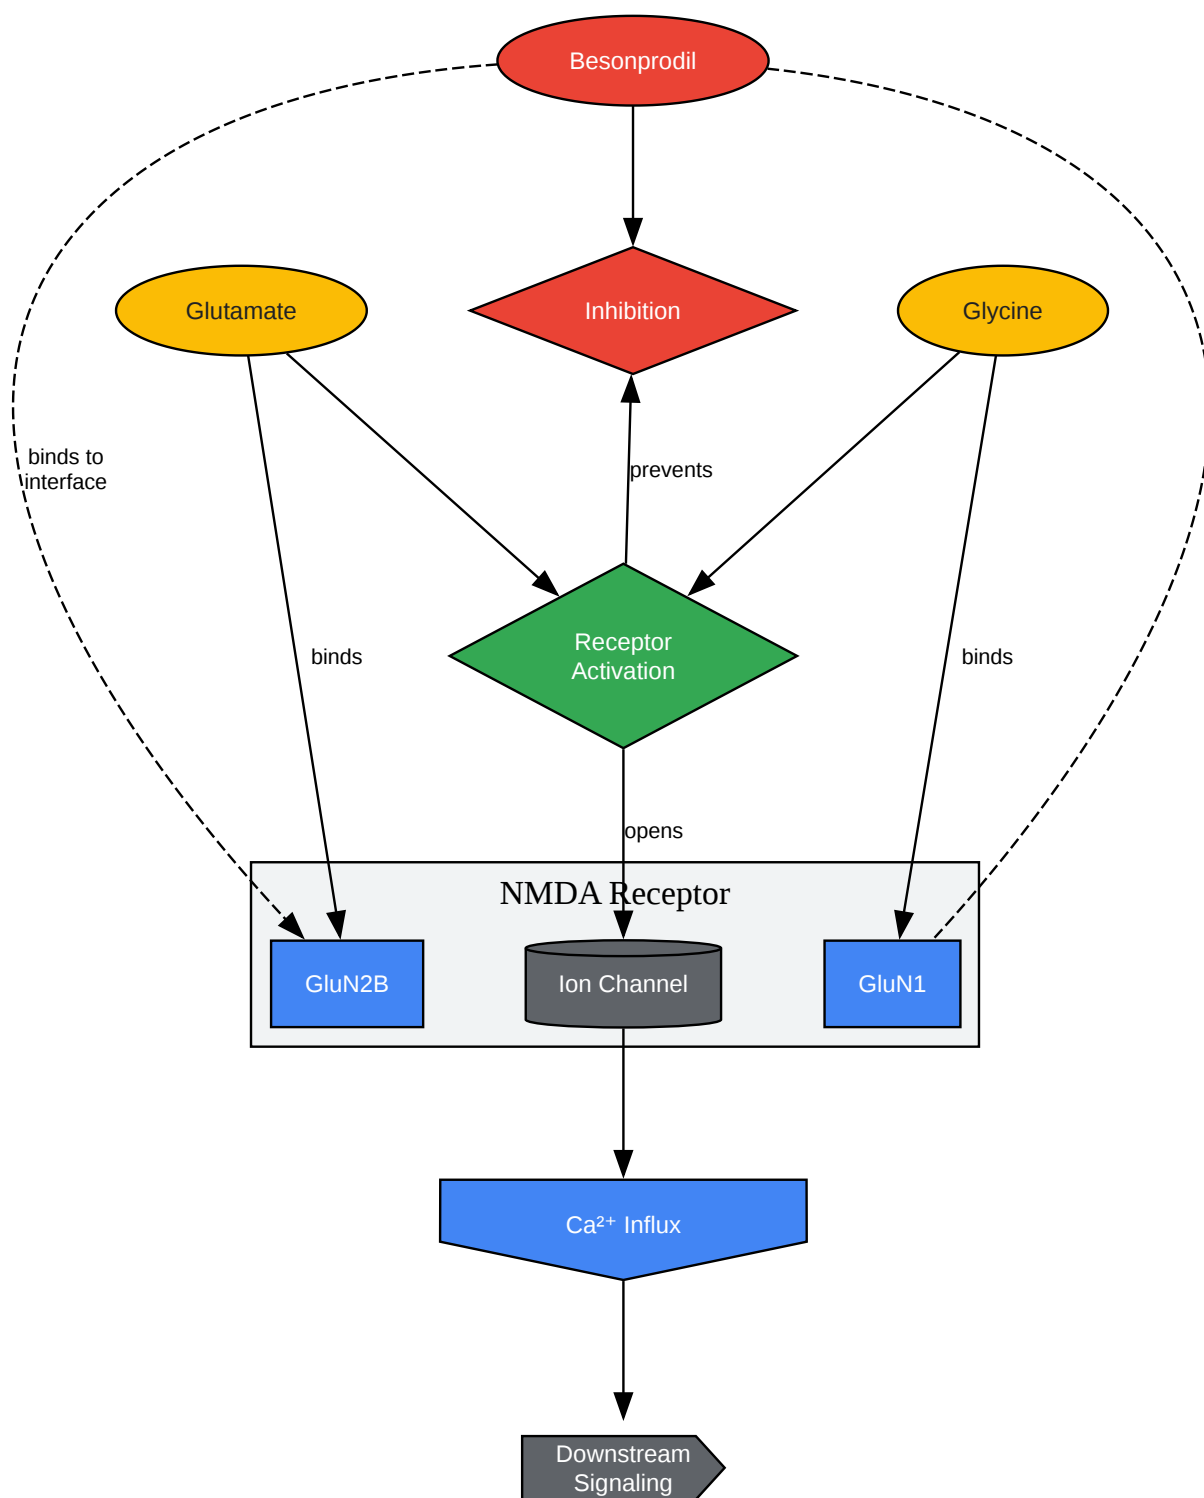 Besonprodil
Glutamate
Inhibition
Glycine
binds to
interface
prevents
Receptor
Activation
binds
binds
opens
NMDA Receptor
GluN2B
Ion Channel
GluN1
Ca²⁺ Influx
Downstream
Signaling